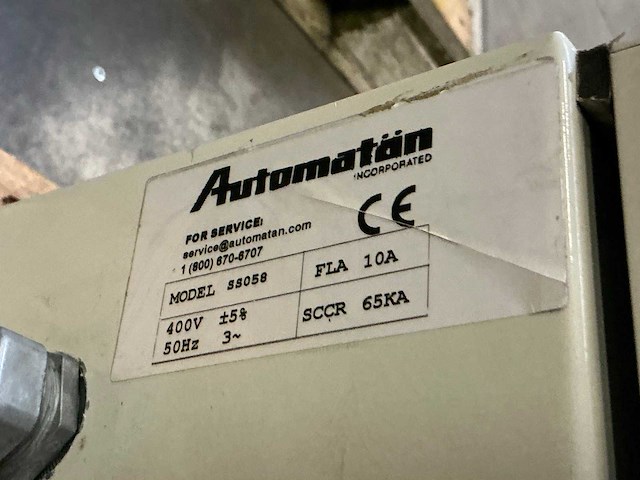 Automatän
INCORPORATED
CE
FOR SERVICE:
service@automatan.com
1 (800) 670-6707
MODEL SS058
FLA 10A
400V ±5%
50Hz 3~
SCCR 65KA